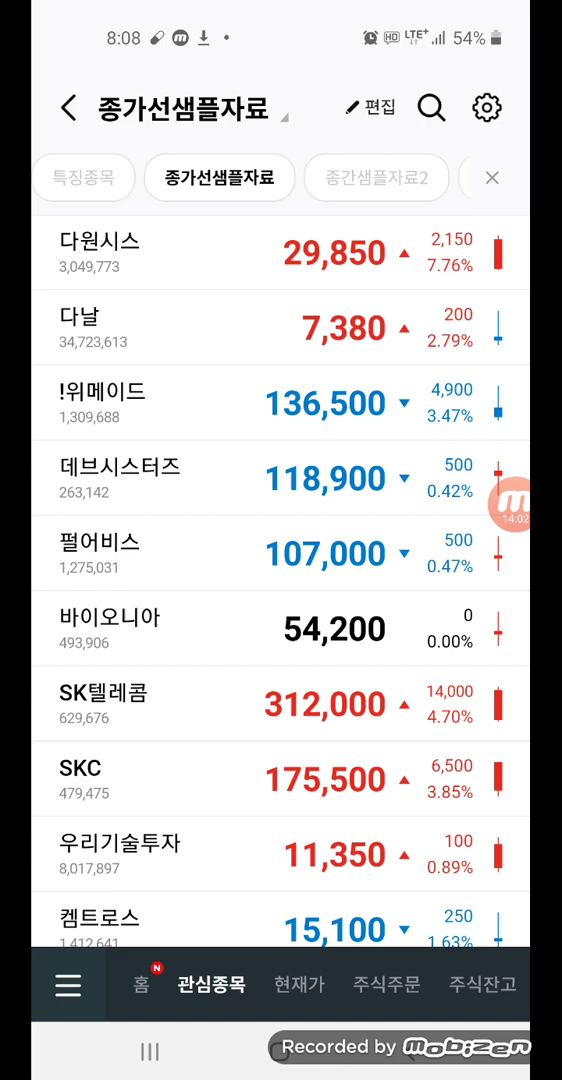 8:08 HD LTE+ 54%
종가선샘플자료 편집
특징종목 종가선샘플자료 종간샘플자료2
다원시스 29,850 ▲ 2,150
3,049,773 7.76%
다날 7,380 ▲ 200
34,723,613 2.79%
!위메이드 136,500 ▼ 4,900
1,309,688 3.47%
데브시스터즈 118,900 ▼ 500
263,142 0.42%
14:02
펄어비스 107,000 ▼ 500
1,275,031 0.47%
바이오니아 54,200 0
493,906 0.00%
SK텔레콤 312,000 ▲ 14,000
629,676 4.70%
SKC 175,500 ▲ 6,500
479,475 3.85%
우리기술투자 11,350 ▲ 100
8,017,897 0.89%
켐트로스 15,100 ▼ 250
1,412,641 1.63%
홈 N 관심종목 현재가 주식주문 주식잔고
Recorded by mobizen